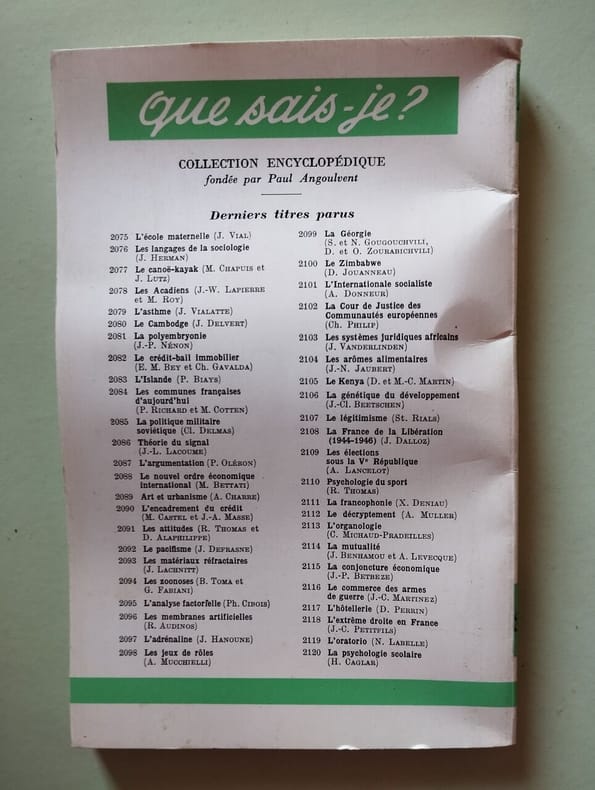 que sais-je?
COLLECTION ENCYCLOPÉDIQUE
fondée par Paul Angoulvent
Derniers titres parus
2075 L'école maternelle (J. VIAL)
2076 Les langages de la sociologie
(J. HERMAN)
2077 Le canoë-kayak (M. CHAPUIS et
J. LUTZ)
2078 Les Acadiens (J.-W. LAPIERRE
et M. ROY)
2079 L'asthme (J. VIALATTE)
2080 Le Cambodge (J. DELVERT)
2081 La polyembryonie
(J.-P. NÉNON)
2082 Le crédit-bail immobilier
(E. M. BEY et Ch. GAVALDA)
2083 L'Islande (P. BIAYS)
2084 Les communes françaises
d'aujourd'hui
(P. RICHARD et M. COTTEN)
2085 La politique militaire
soviétique (Cl. DELMAS)
2086 Théorie du signal
(J.-L. LACOUME)
2087 L'argumentation (P. OLÉRON)
2088 Le nouvel ordre économique
international (M. BETTATI)
2089 Art et urbanisme (A. CHARRE)
2090 L'encadrement du crédit
(M. CASTEL et J.-A. MASSE)
2091 Les attitudes (R. THOMAS et
D. ALAPHILIPPE)
2092 Le pacifisme (J. DEFRASNE)
2093 Les matériaux réfractaires
(J. LACHNITT)
2094 Les zoonoses (B. TOMA et
G. FABIANI)
2095 L'analyse factorielle (Ph. CIBOIS)
2096 Les membranes artificielles
(R. AUDINOS)
2097 L'adrénaline (J. HANOUNE)
2098 Les jeux de rôles
(A. MUCCHIELLI)
2099 La Géorgie
(S. et N. GOUGOUCHVILI,
D. et O. ZOURABICHVILI)
2100 Le Zimbabwe
(D. JOUANNEAU)
2101 L'Internationale socialiste
(A. DONNEUR)
2102 La Cour de Justice des
Communautés européennes
(Ch. PHILIP)
2103 Les systèmes juridiques africains
(J. VANDERLINDEN)
2104 Les arômes alimentaires
(J.-N. JAUBERT)
2105 Le Kenya (D. et M.-C. MARTIN)
2106 La génétique du développement
(J.-Cl. BEETSCHEN)
2107 Le légitimisme (St. RIALS)
2108 La France de la Libération
(1944-1946) (J. DALLOZ)
2109 Les élections
sous la Ve République
(A. LANCELOT)
2110 Psychologie du sport
(R. THOMAS)
2111 La francophonie (X. DENIAU)
2112 Le décryptement (A. MULLER)
2113 L'organologie
(C. MICHAUD-PRADEILLES)
2114 La mutualité
(J. BENHAMOU et A. LEVECQUE)
2115 La conjoncture économique
(J.-P. BETBEZE)
2116 Le commerce des armes
de guerre (J.-C. MARTINEZ)
2117 L'hôtellerie (D. PERRIN)
2118 L'extrême droite en France
(J.-C. PETITFILS)
2119 L'oratorio (N. LABELLE)
2120 La psychologie scolaire
(H. CAGLAR)